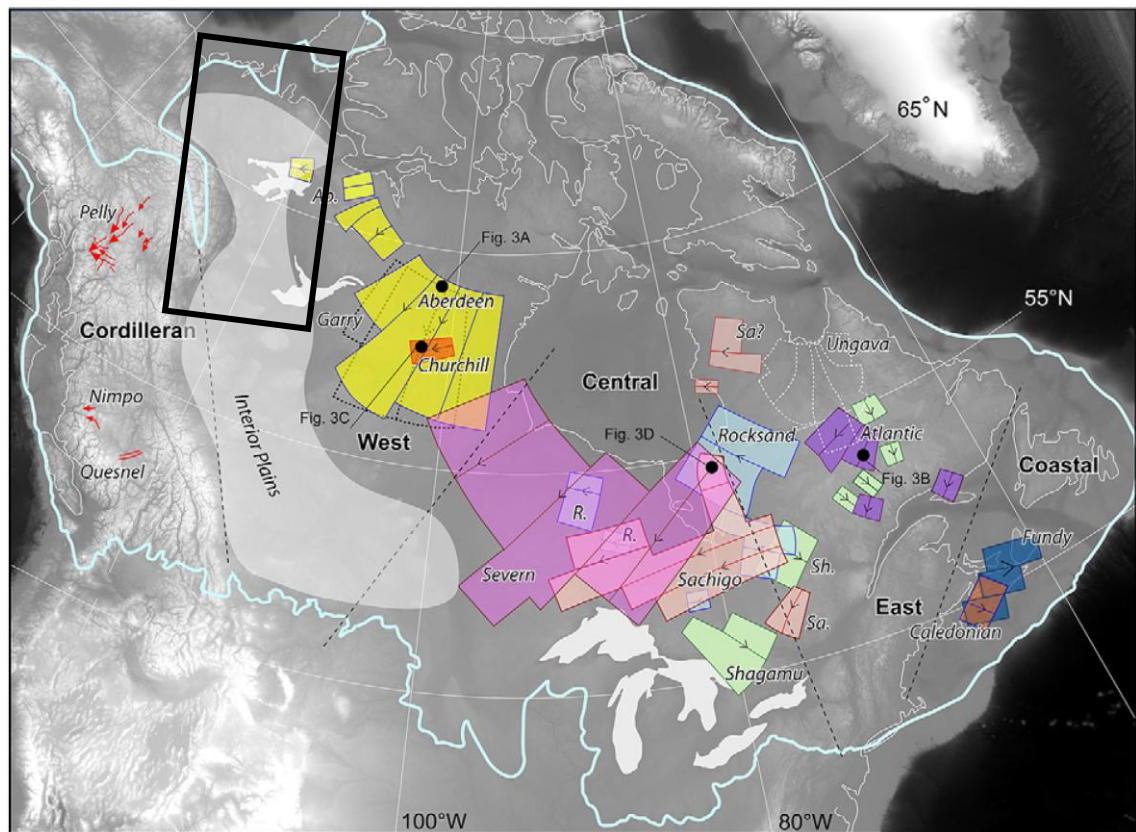 65°N
Pelly
Ab.
Fig. 3A
Aberdeen
55°N
Garry
Cordilleran
Sa?
Ungava
Churchill
Central
Nimpo
Fig. 3C
Fig. 3D
Rocksand
Atlantic
West
Coastal
Quesnel
Fig. 3B
Interior Plains
R.
R.
Fundy
Severn
Sachigo
Sh.
East
Sa.
Caledonian
Shagamu
100°W
80°W